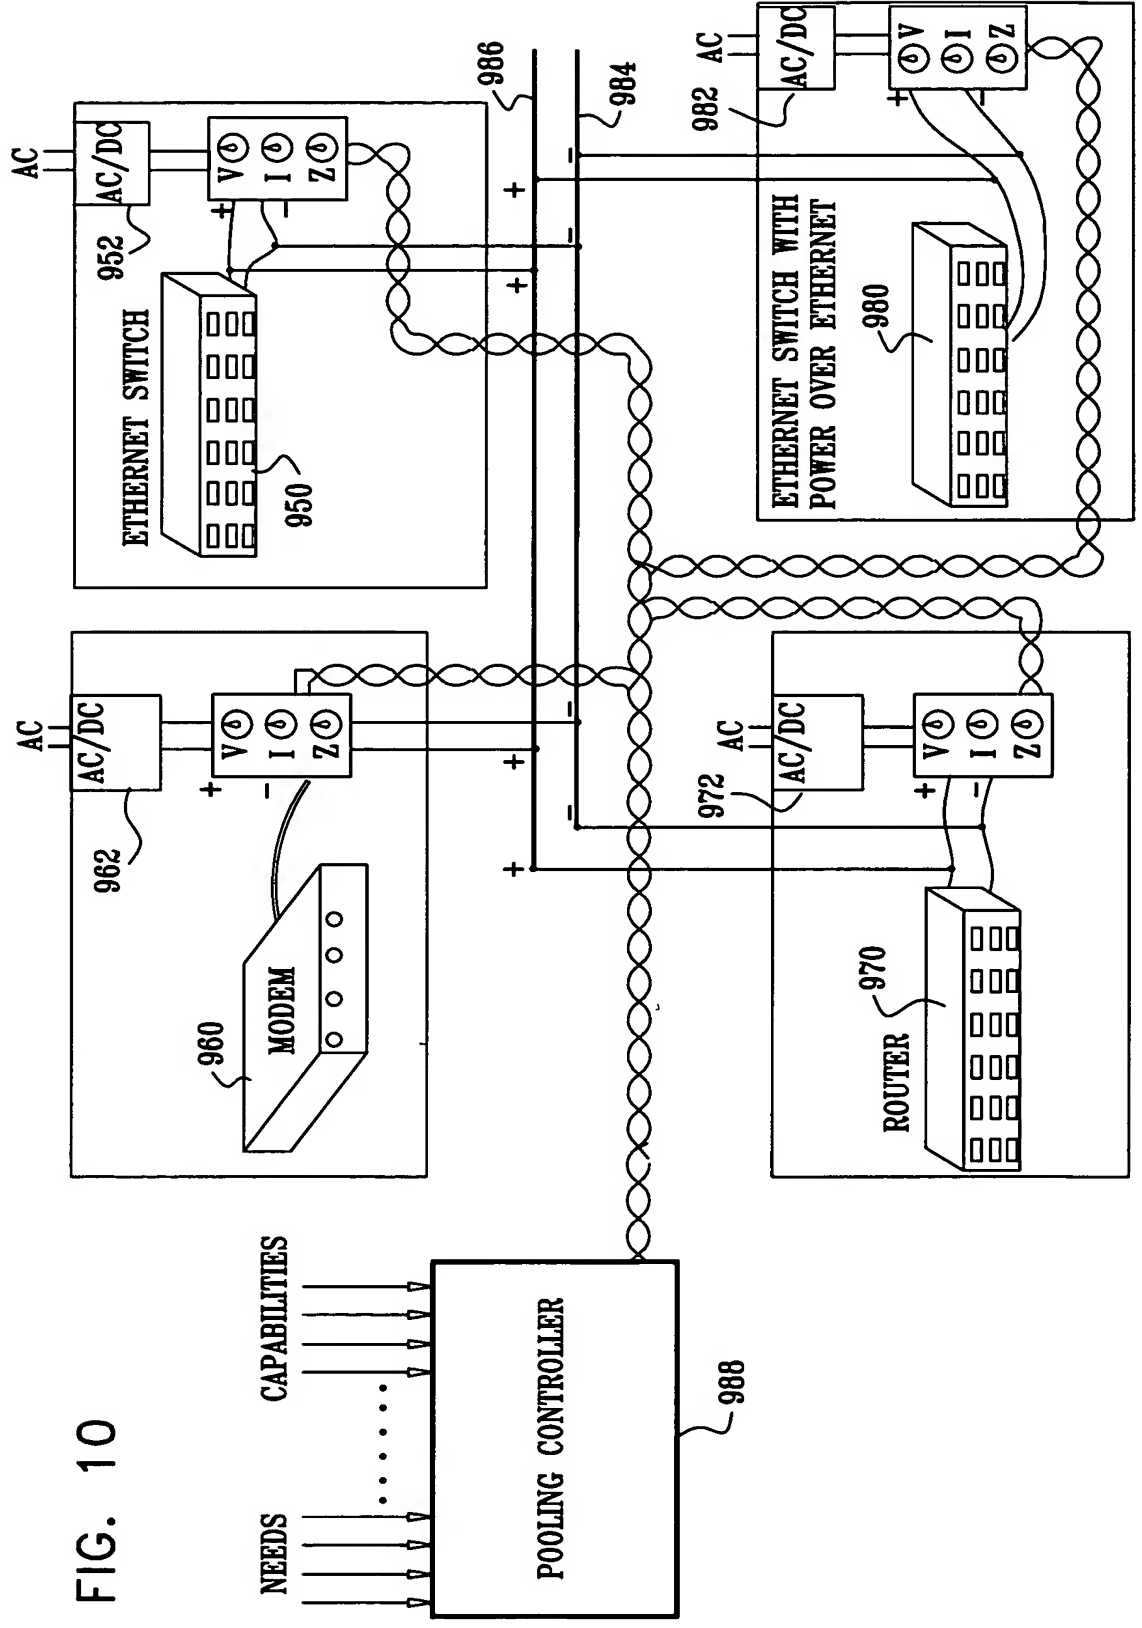 FIG. 10
NEEDS
CAPABILITIES
POOLING CONTROLLER
988
AC
AC/DC
962
V
I
Z
+
-
960
MODEM
+
-
AC
AC/DC
952
V
I
Z
+
-
ETHERNET SWITCH
950
+
-
986
984
+
-
+
-
AC
AC/DC
972
V
I
Z
+
-
970
ROUTER
AC
AC/DC
982
V
I
Z
+
-
ETHERNET SWITCH WITH
POWER OVER ETHERNET
980